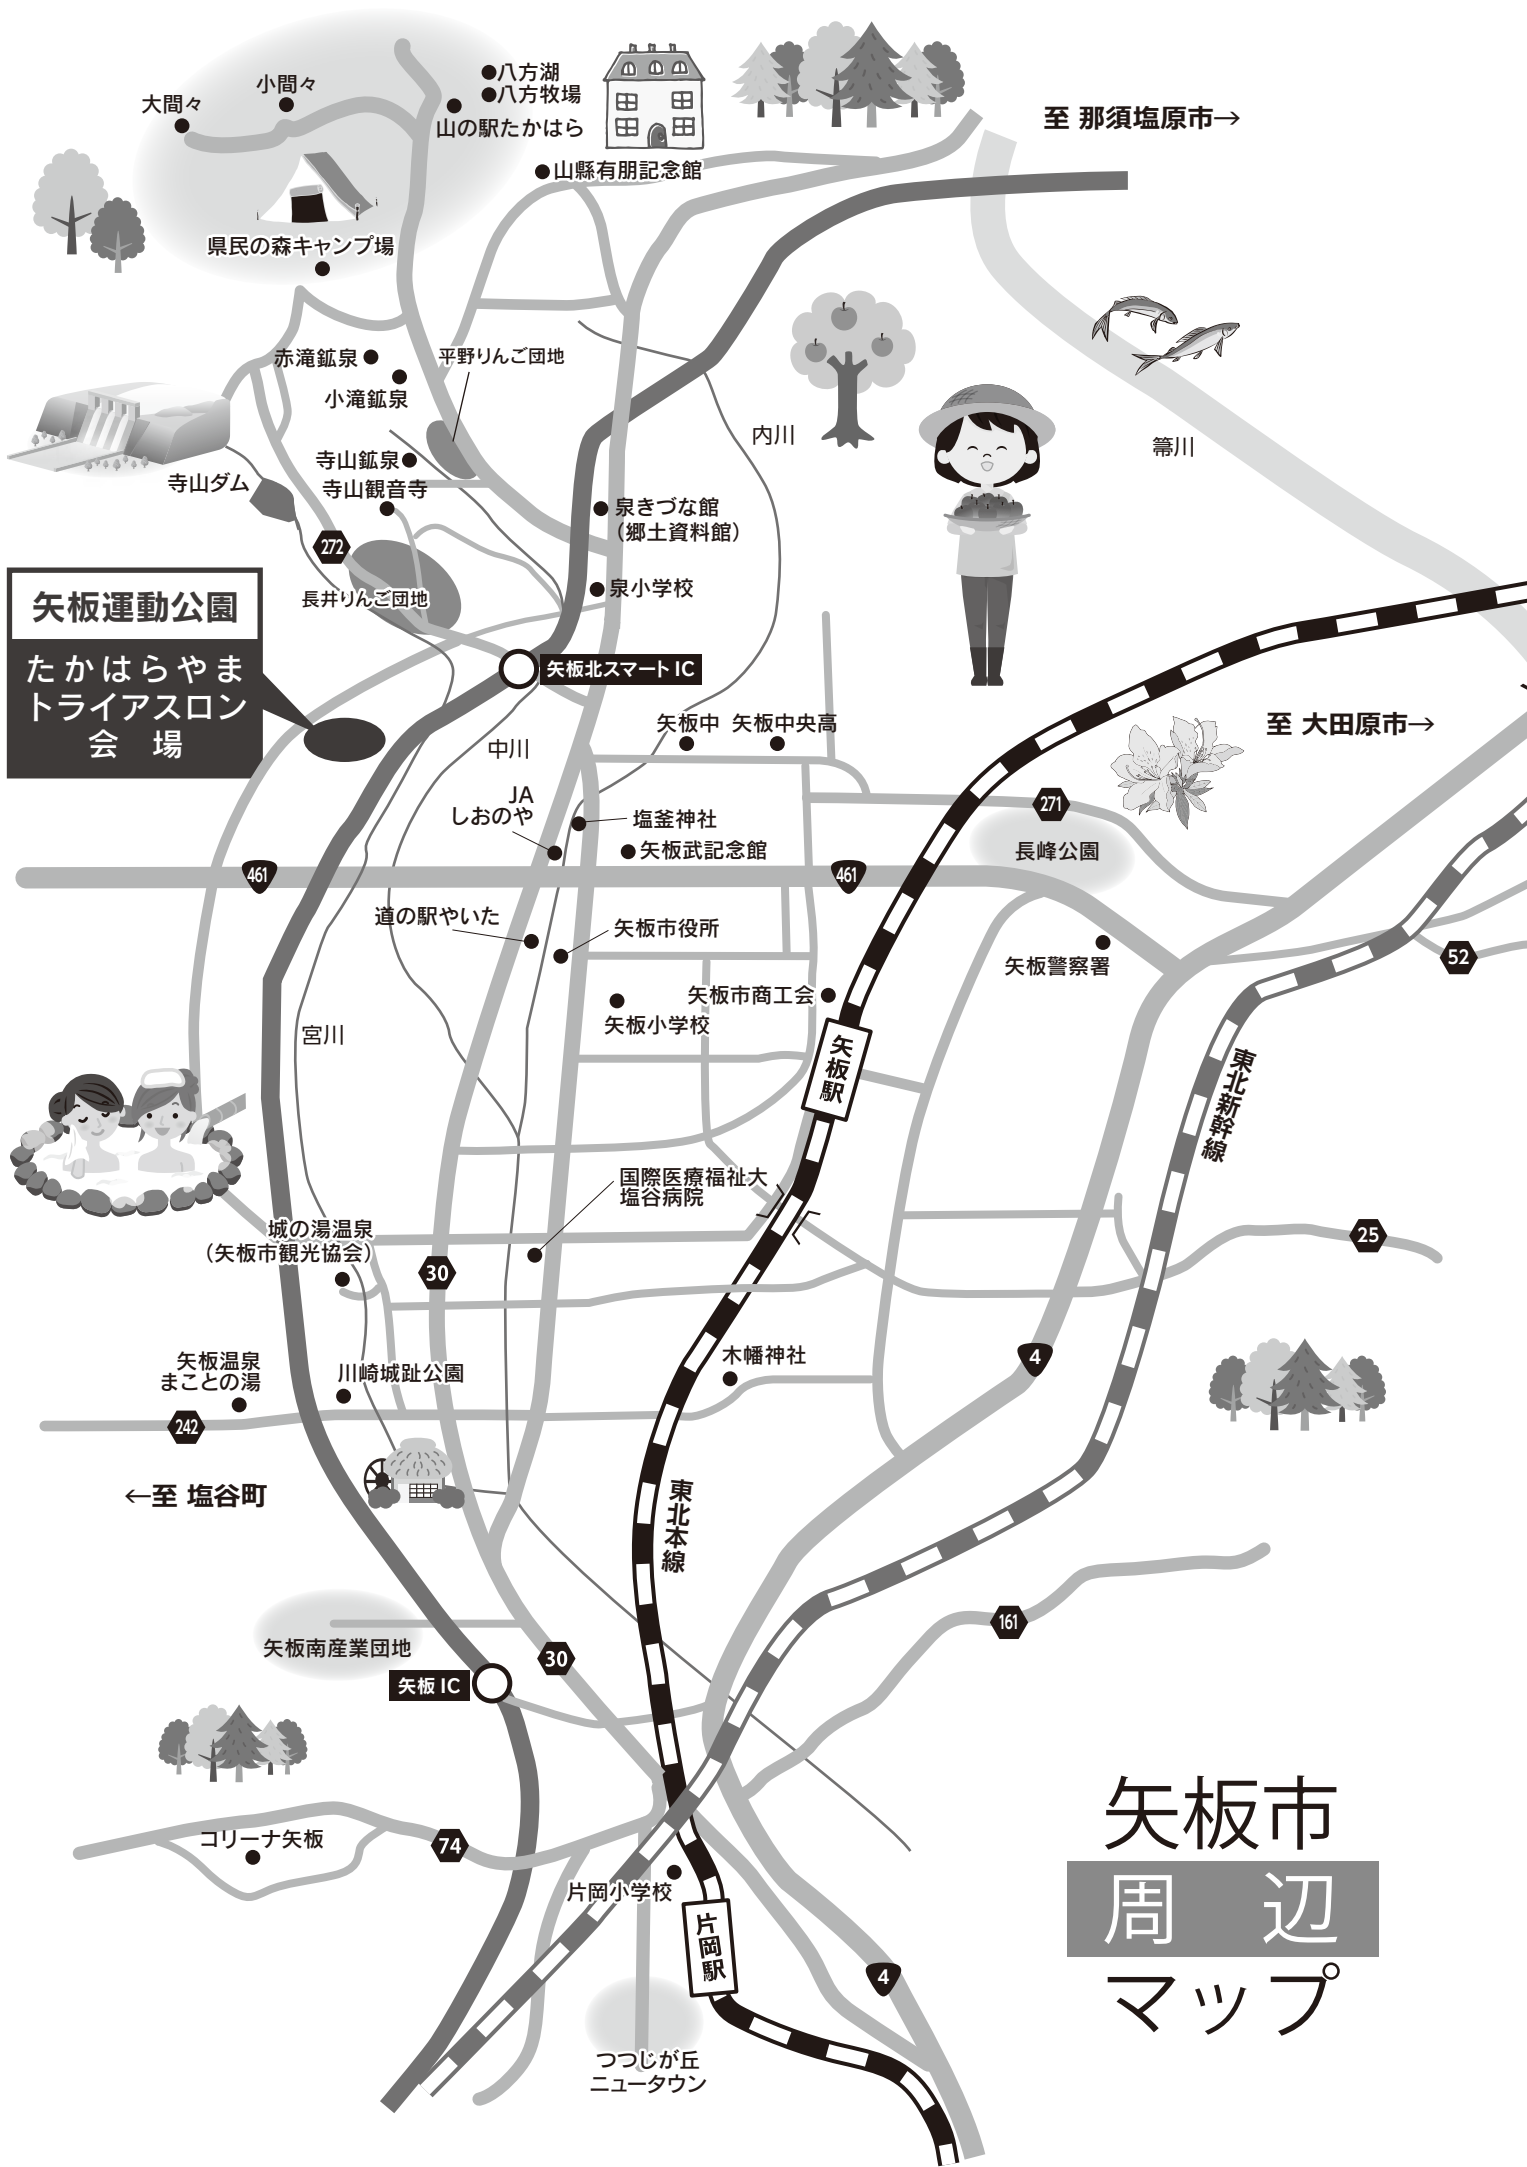 小間々
大間々
八方湖
八方牧場
山の駅たかはら
至 那須塩原市→
山縣有朋記念館
県民の森キャンプ場
赤滝鉱泉
平野りんご団地
小滝鉱泉
内川
箒川
寺山鉱泉
寺山ダム
寺山観音寺
泉きづな館
（郷土資料館）
272
泉小学校
長井りんご団地
矢板運動公園
たかはらやま
トライアスロン
会　場
矢板北スマートIC
矢板中
矢板中央高
至 大田原市→
中川
JA
しおのや
塩釜神社
矢板武記念館
271
長峰公園
461
461
道の駅やいた
矢板市役所
矢板警察署
52
矢板市商工会
矢板小学校
宮川
矢板駅
東北新幹線
国際医療福祉大
塩谷病院
城の湯温泉
（矢板市観光協会）
25
30
矢板温泉
まことの湯
川崎城趾公園
木幡神社
4
242
←至 塩谷町
東北本線
161
矢板南産業団地
30
矢板IC
コリーナ矢板
74
片岡小学校
片岡駅
4
つつじが丘
ニュータウン
矢板市
周　辺
マップ